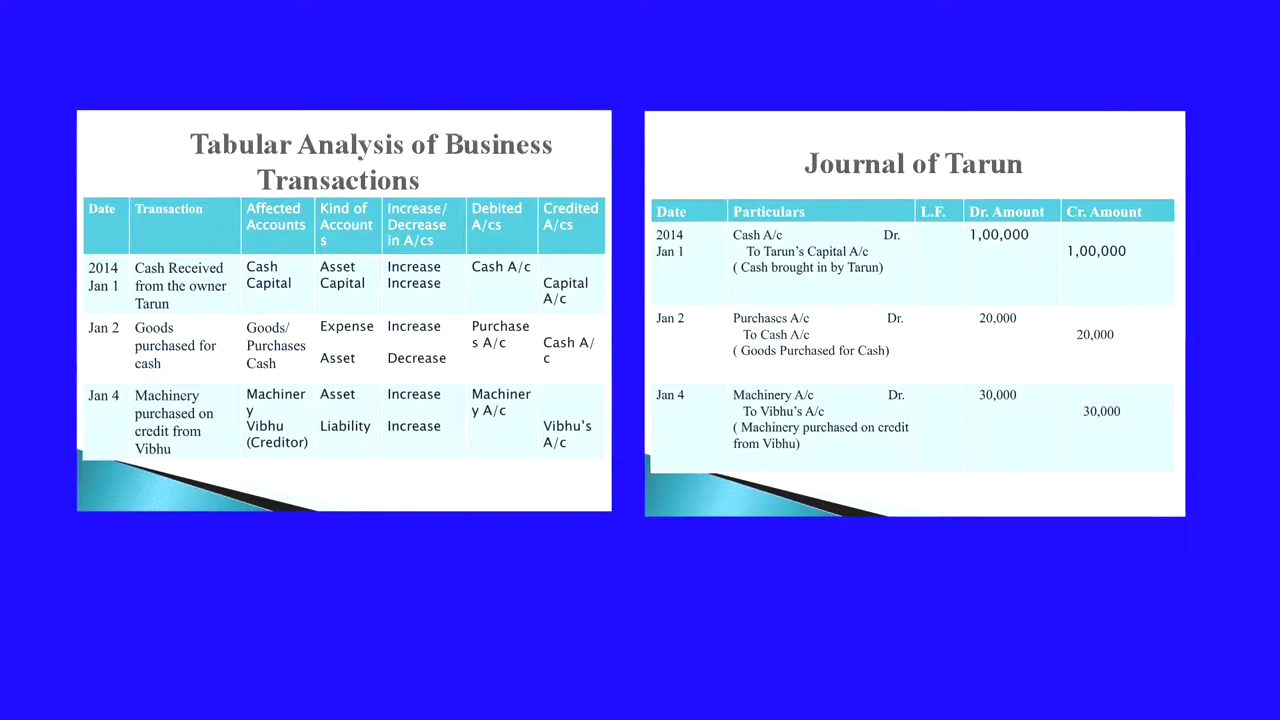 Tabular Analysis of Business
Transactions
Date Transaction Affected Accounts Kind of Account s Increase/ Decrease in A/cs Debited A/cs Credited A/cs
2014 Cash Received Cash Asset Increase Cash A/c
Jan 1 from the owner Capital Capital Increase Capital
Tarun A/c
Jan 2 Goods Goods/ Expense Increase Purchase
purchased for Purchases s A/c Cash A/
cash Cash Asset Decrease c
Jan 4 Machinery Machiner Asset Increase Machiner
purchased on y y A/c
credit from Vibhu Liability Increase Vibhu's
Vibhu (Creditor) A/c
Journal of Tarun
Date Particulars L.F. Dr. Amount Cr. Amount
2014 Cash A/c Dr. 1,00,000
Jan 1 To Tarun's Capital A/c 1,00,000
( Cash brought in by Tarun)
Jan 2 Purchases A/c Dr. 20,000
To Cash A/c 20,000
( Goods Purchased for Cash)
Jan 4 Machinery A/c Dr. 30,000
To Vibhu's A/c 30,000
( Machinery purchased on credit
from Vibhu)